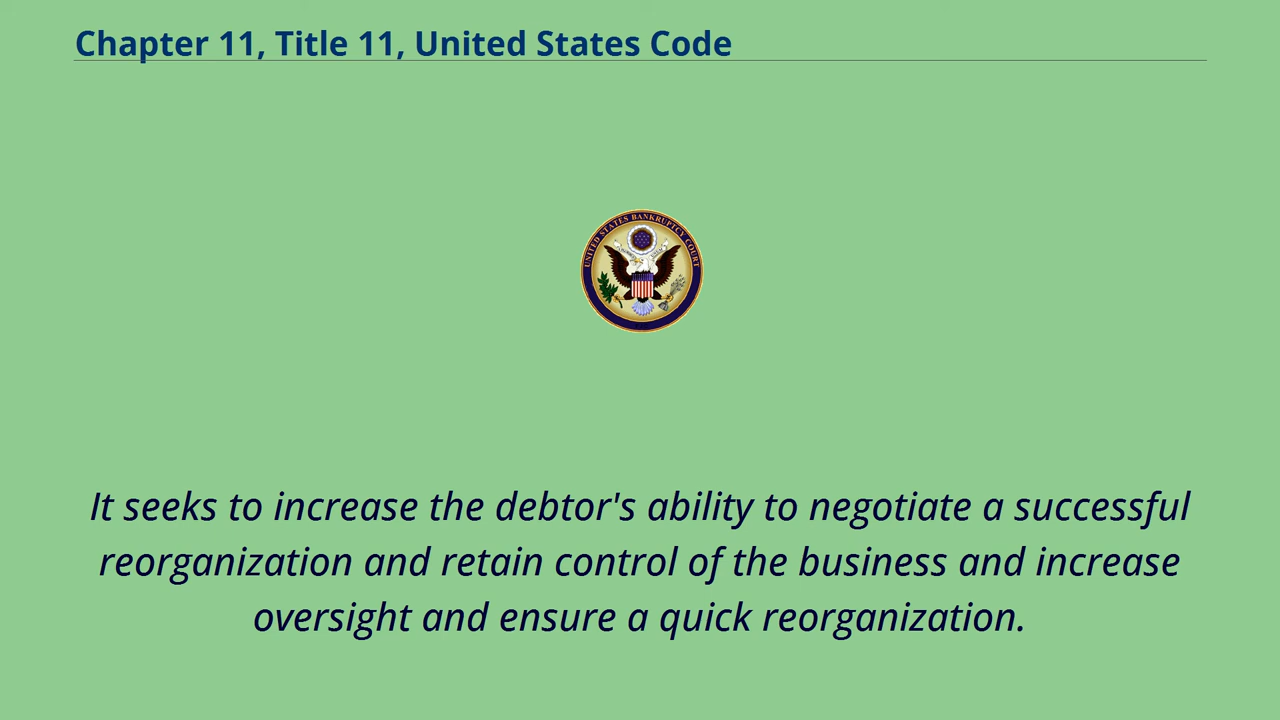 Chapter 11, Title 11, United States Code
UNITED STATES BANKRUPTCY COURT
It seeks to increase the debtor's ability to negotiate a successful
reorganization and retain control of the business and increase
oversight and ensure a quick reorganization.